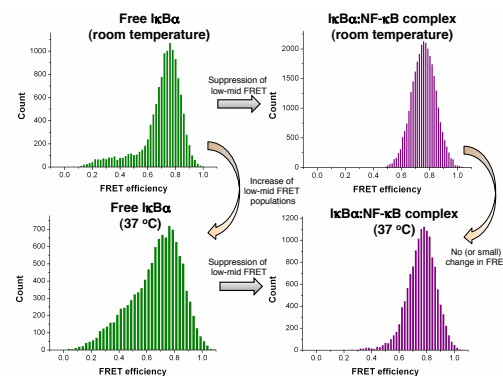 Free IκBα
(room temperature)
IκBα:NF-κB complex
(room temperature)
1000
800
600
400
200
0
Count
0.0 0.2 0.4 0.6 0.8 1.0
FRET efficiency
Suppression of
low-mid FRET
2000
1500
1000
500
0
Count
0.0 0.2 0.4 0.6 0.8 1.0
FRET efficiency
Increase of
low-mid FRET
populations
Free IκBα
(37 °C)
IκBα:NF-κB complex
(37 °C)
700
600
500
400
300
200
100
0
Count
0.0 0.2 0.4 0.6 0.8 1.0
FRET efficiency
Suppression of
low-mid FRET
1200
1000
800
600
400
200
0
Count
0.0 0.2 0.4 0.6 0.8 1.0
FRET efficiency
No (or small)
change in FRE